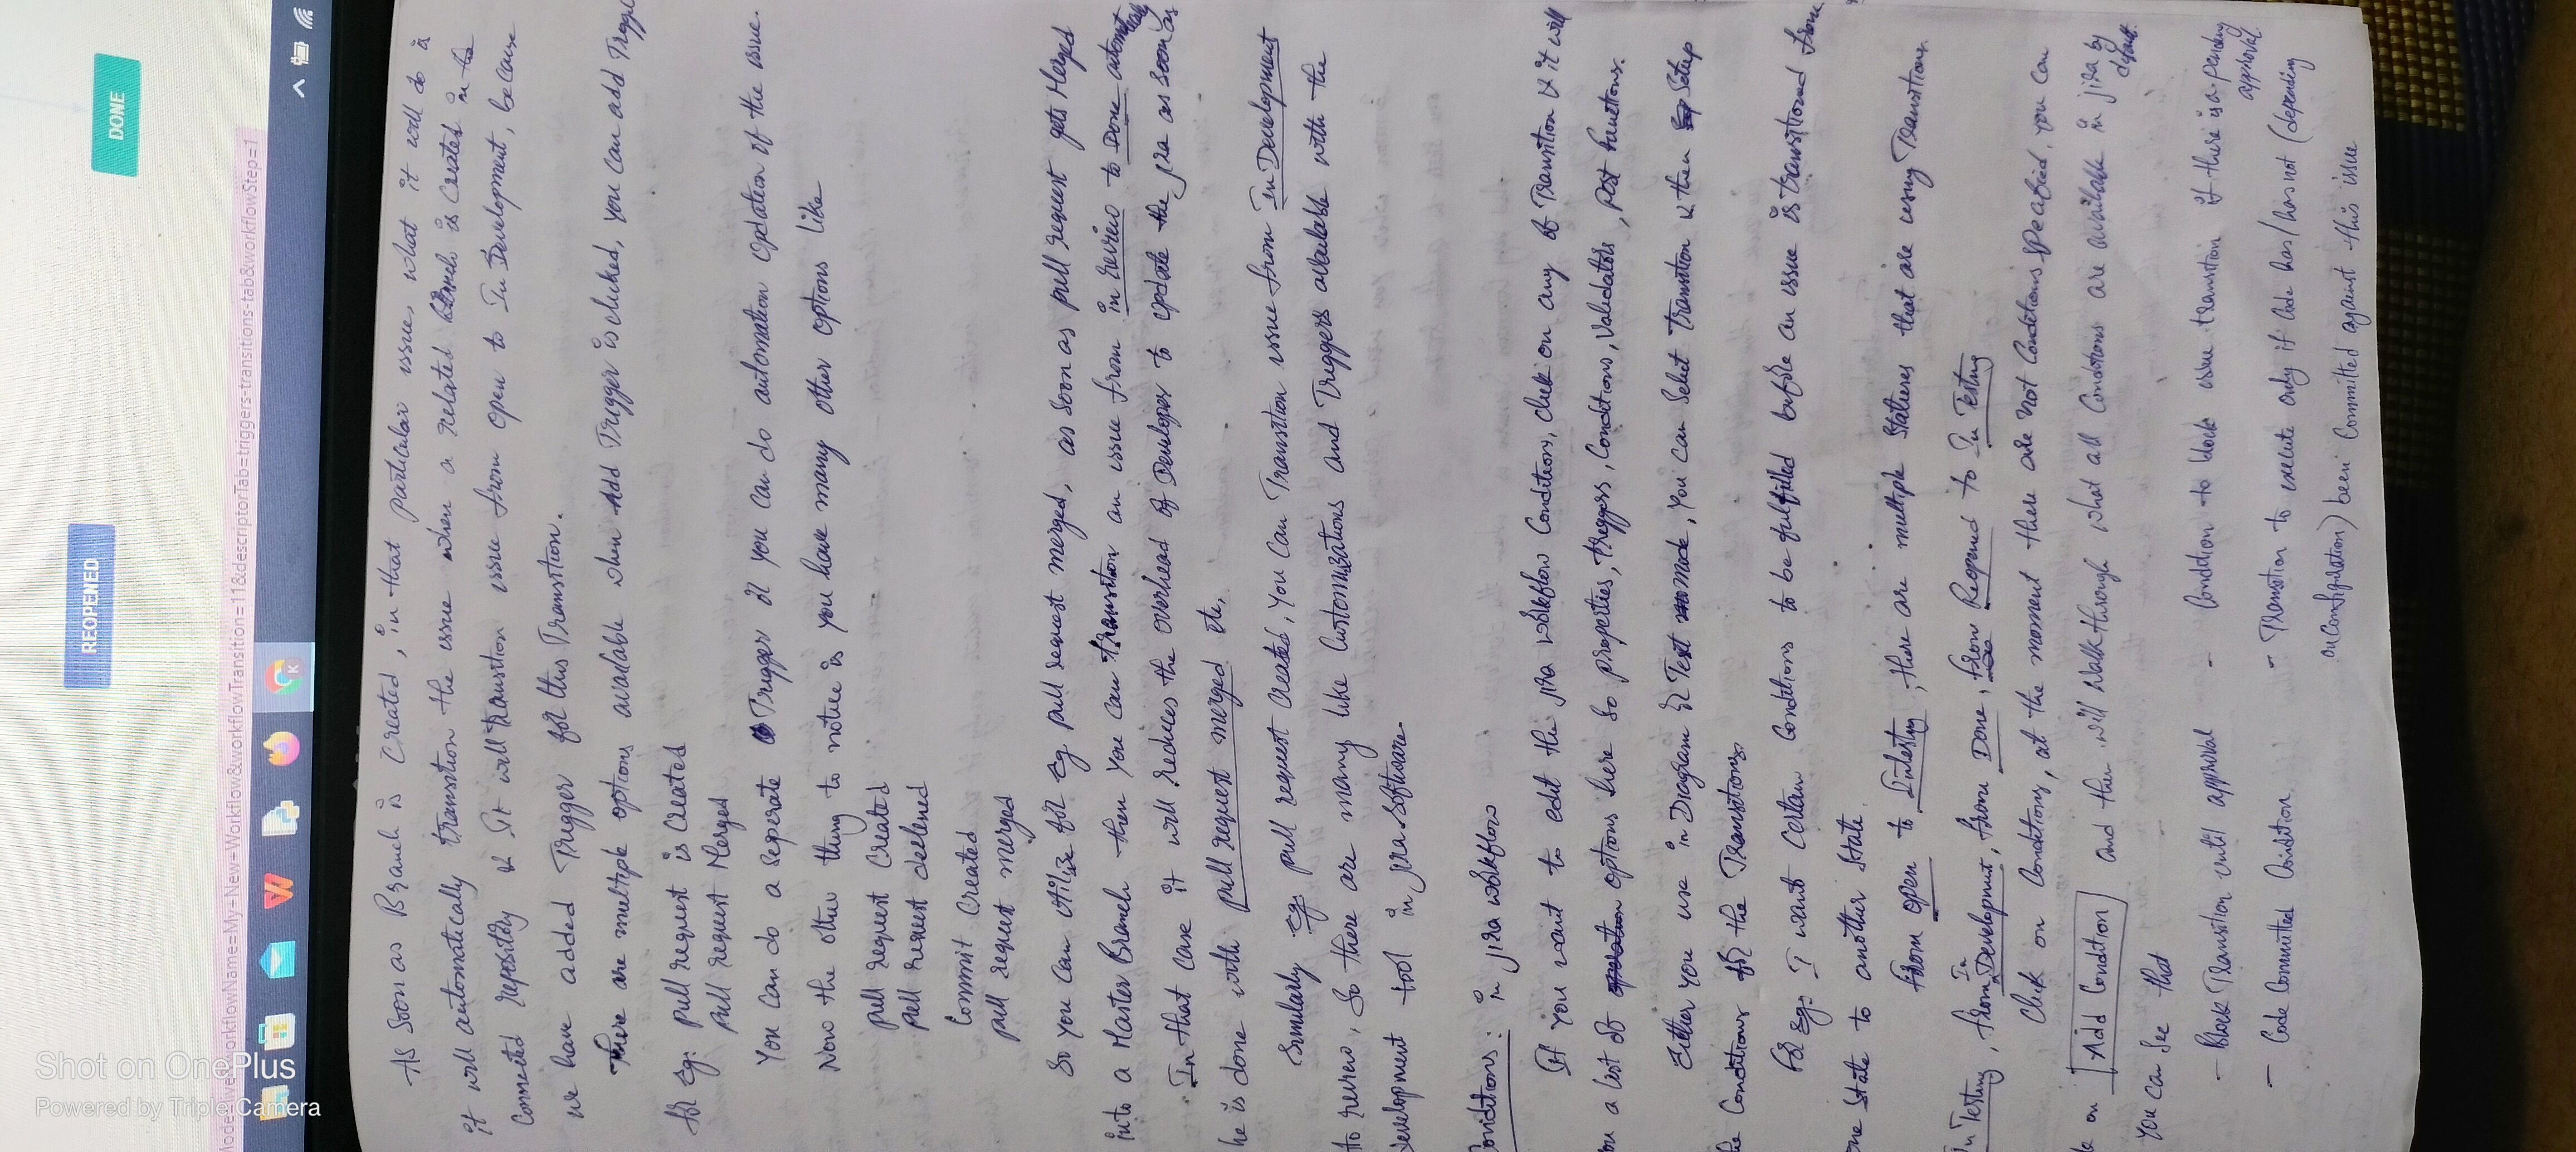 REOPENED
DONE
Shot on OnePlus
Powered by Triple Camera
workflowName=My+New+Workflow&workflowTransition=11&descriptorTab=triggers-transitions-tab&workflowStep=1
As soon as Branch is Created, in that particular issue, what it will do is
it will automatically transition the issue when a related Branch is Created in the
Connected repository & It will transition issue from open to In Development, because
we have added Trigger for this Transition.
There are multiple options available when Add Trigger is clicked, you can add Trigger
for Eg: pull request is Created
pull request Merged
You can do a seperate Trigger or you can do automation updation of the issue.
Now the other thing to notice is you have many other options like
pull request Created
pull request declined
Commit Created
pull request merged
So you can utilize for Eg pull request merged, as soon as pull request gets Merged
into a Master Branch then you can transition an issue from in review to Done automatically
In that case it will reduces the overhead of Developer to update the jira as soon as
he is done with pull request merged etc,
Similarly Eg: pull request Created, You Can Transition issue from In Development
to review, So there are many like Customizations and Triggers available with the
Development tool in jira software.
Conditions: in jira workflow
If you want to edit the jira workflow Conditions, click on any of Transition & it will
a list of options here so properties, triggers, Conditions, Validators, post functions.
Either you use in Diagram or Text mode, you can Select transition & then Setup
the Conditions for the Transitions.
For eg: I want certain Conditions to be fulfilled before an issue is transitioned from
one State to another State.
from open to Intesting, there are multiple that are using Transitions.
In Testing, from In Development, from Done, from Reopened to In Testing
Click on Conditions, at the moment there are not Conditions specified, you can
on Add Condition and then will walk through what all Conditions are available in jira by
default.
You can See that
- Block Transition until approval - Condition to block issue transition if there is a pending
approval.
- Code Committed Condition - Transition to execute only if Code has/has not (depending
on Configuration) been Committed against this issue